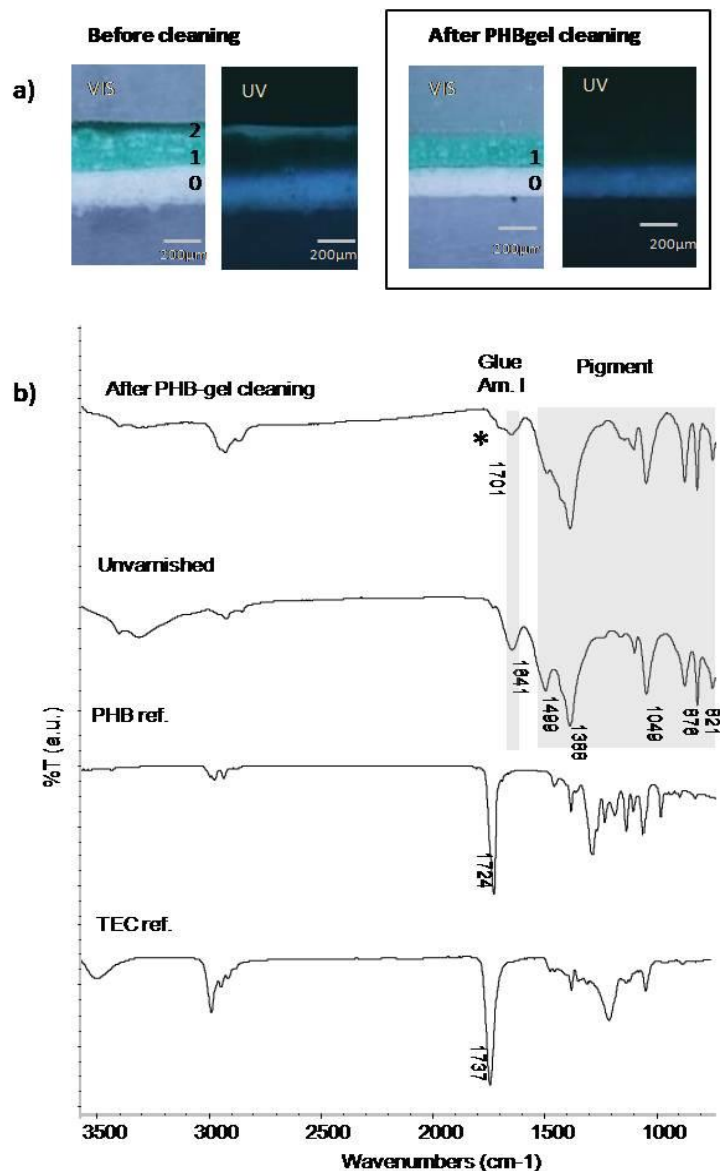 Before cleaning
After PHBgel cleaning
a)
VIS
UV
VIS
UV
2
1
0
1
0
200µm
200µm
200µm
200µm
b)
After PHB-gel cleaning
Glue
Am. I
Pigment
*
1701
Unvarnished
1641
1499
1388
1049
876
821
PHB ref.
1724
TEC ref.
1737
%T (a.u.)
3500 3000 2500 2000 1500 1000
Wavenumbers (cm-1)